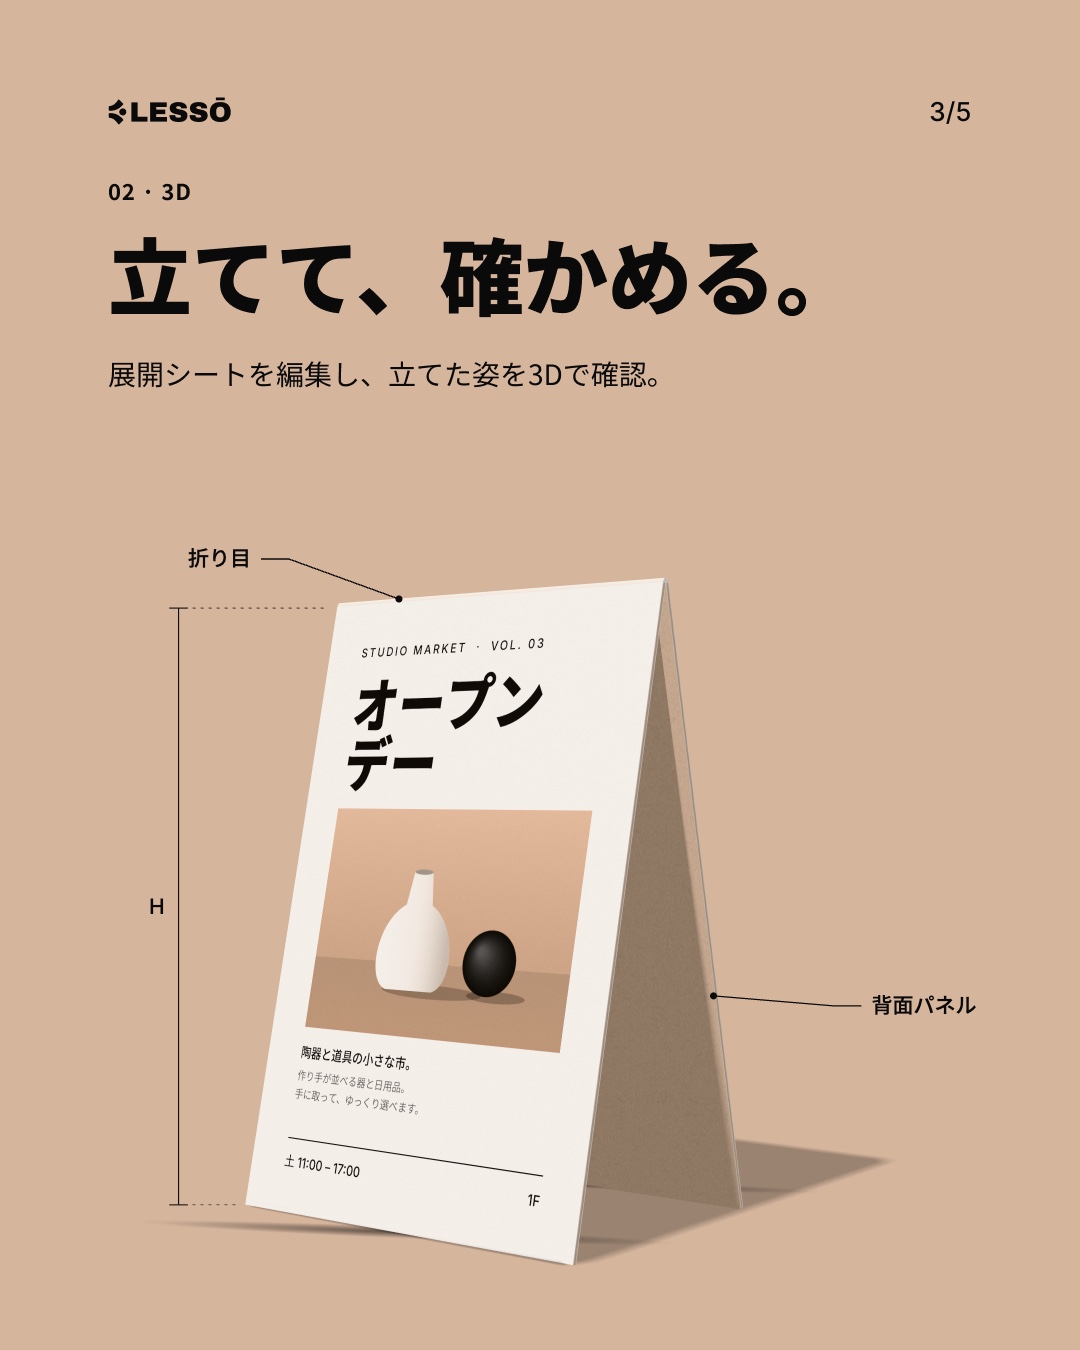 LESSŌ
3/5
02 · 3D
立てて、確かめる。
展開シートを編集し、立てた姿を3Dで確認。
折り目
STUDIO MARKET · VOL. 03
オープン
デー
H
背面パネル
陶器と道具の小さな市。
作り手が並べる器と日用品。
手に取って、ゆっくり選べます。
土 11:00 – 17:00
1F